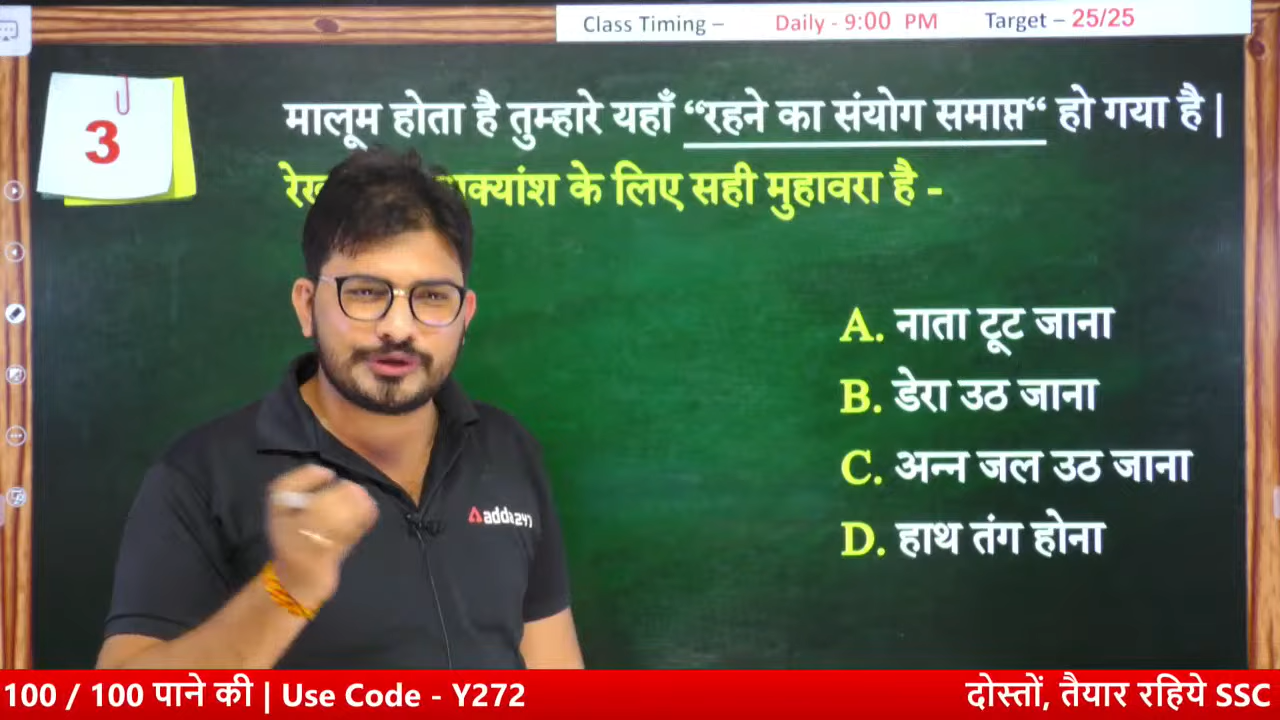 Class Timing – Daily - 9:00 PM Target – 25/25
3
मालूम होता है तुम्हारे यहाँ “रहने का संयोग समाप्त“ हो गया है |
के लिए सही मुहावरा है -
A. नाता टूट जाना
B. डेरा उठ जाना
C. अन्न जल उठ जाना
D. हाथ तंग होना
adda247
100 / 100 पाने की | Use Code - Y272
दोस्तों, तैयार रहिये SSC